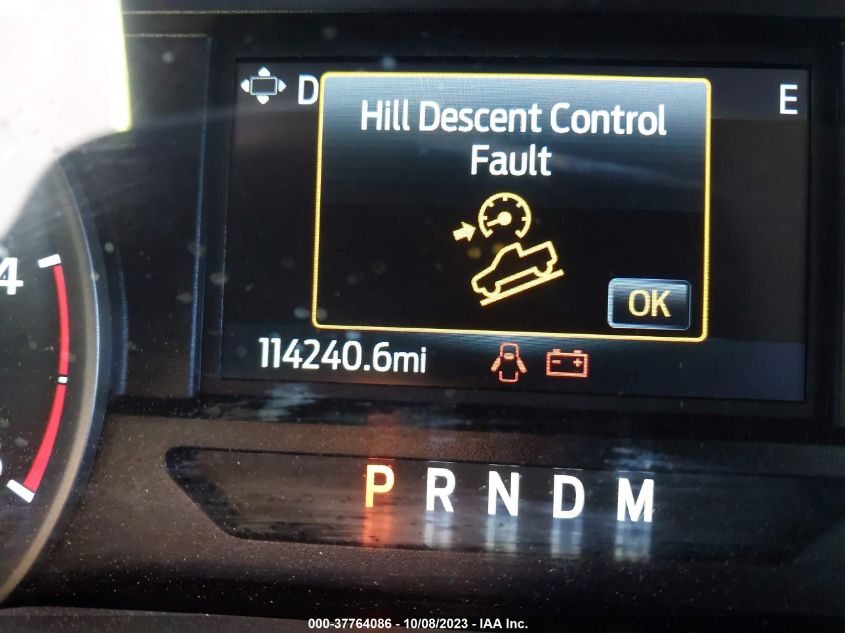 D
E
Hill Descent Control
Fault
OK
4
114240.6mi
P R N D M
000-37764086 - 10/08/2023 - IAA Inc.